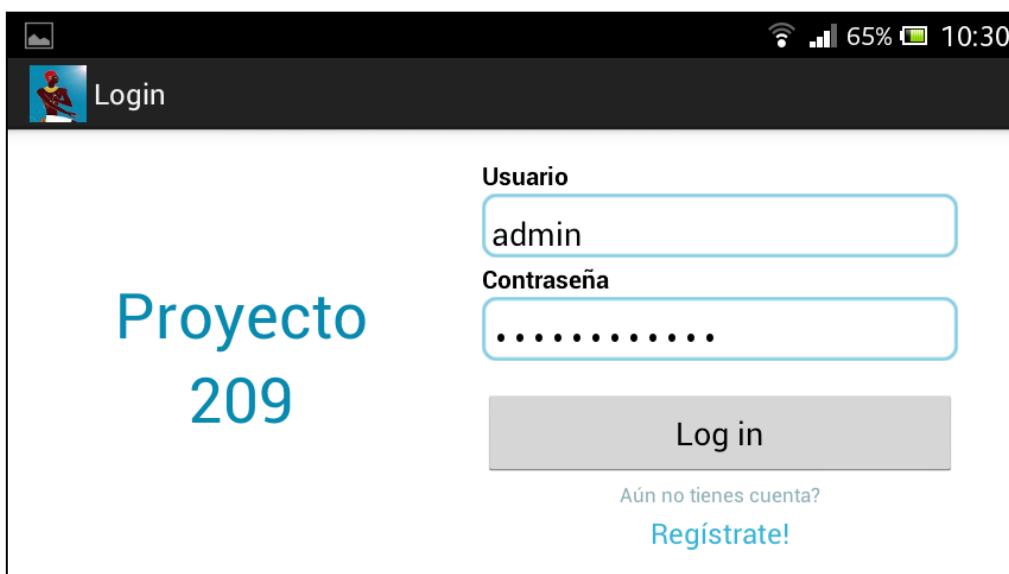 65% 10:30
Login
Usuario
admin
Contraseña
Proyecto
209
Log in
Aún no tienes cuenta?
Regístrate!